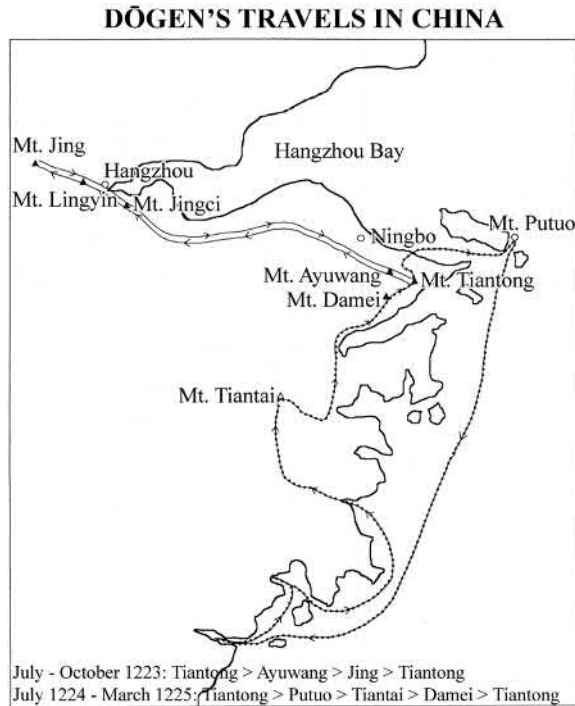 DŌGEN'S TRAVELS IN CHINA
Mt. Jing
Hangzhou
Hangzhou Bay
Mt. Lingyin
Mt. Jingci
Mt. Putuo
Ningbo
Mt. Ayuwang
Mt. Tiantong
Mt. Damei
Mt. Tiantai
July - October 1223: Tiantong > Ayuwang > Jing > Tiantong
July 1224 - March 1225: Tiantong > Putuo > Tiantai > Damei > Tiantong